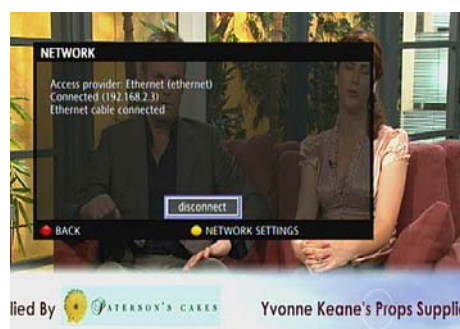 NETWORK
Access provider: Ethernet (ethernet)
Connected (192.168.2.3)
Ethernet cable connected
disconnect
BACK
NETWORK SETTINGS
lied By PATERSON'S CAKES Yvonne Keane's Props Supplie